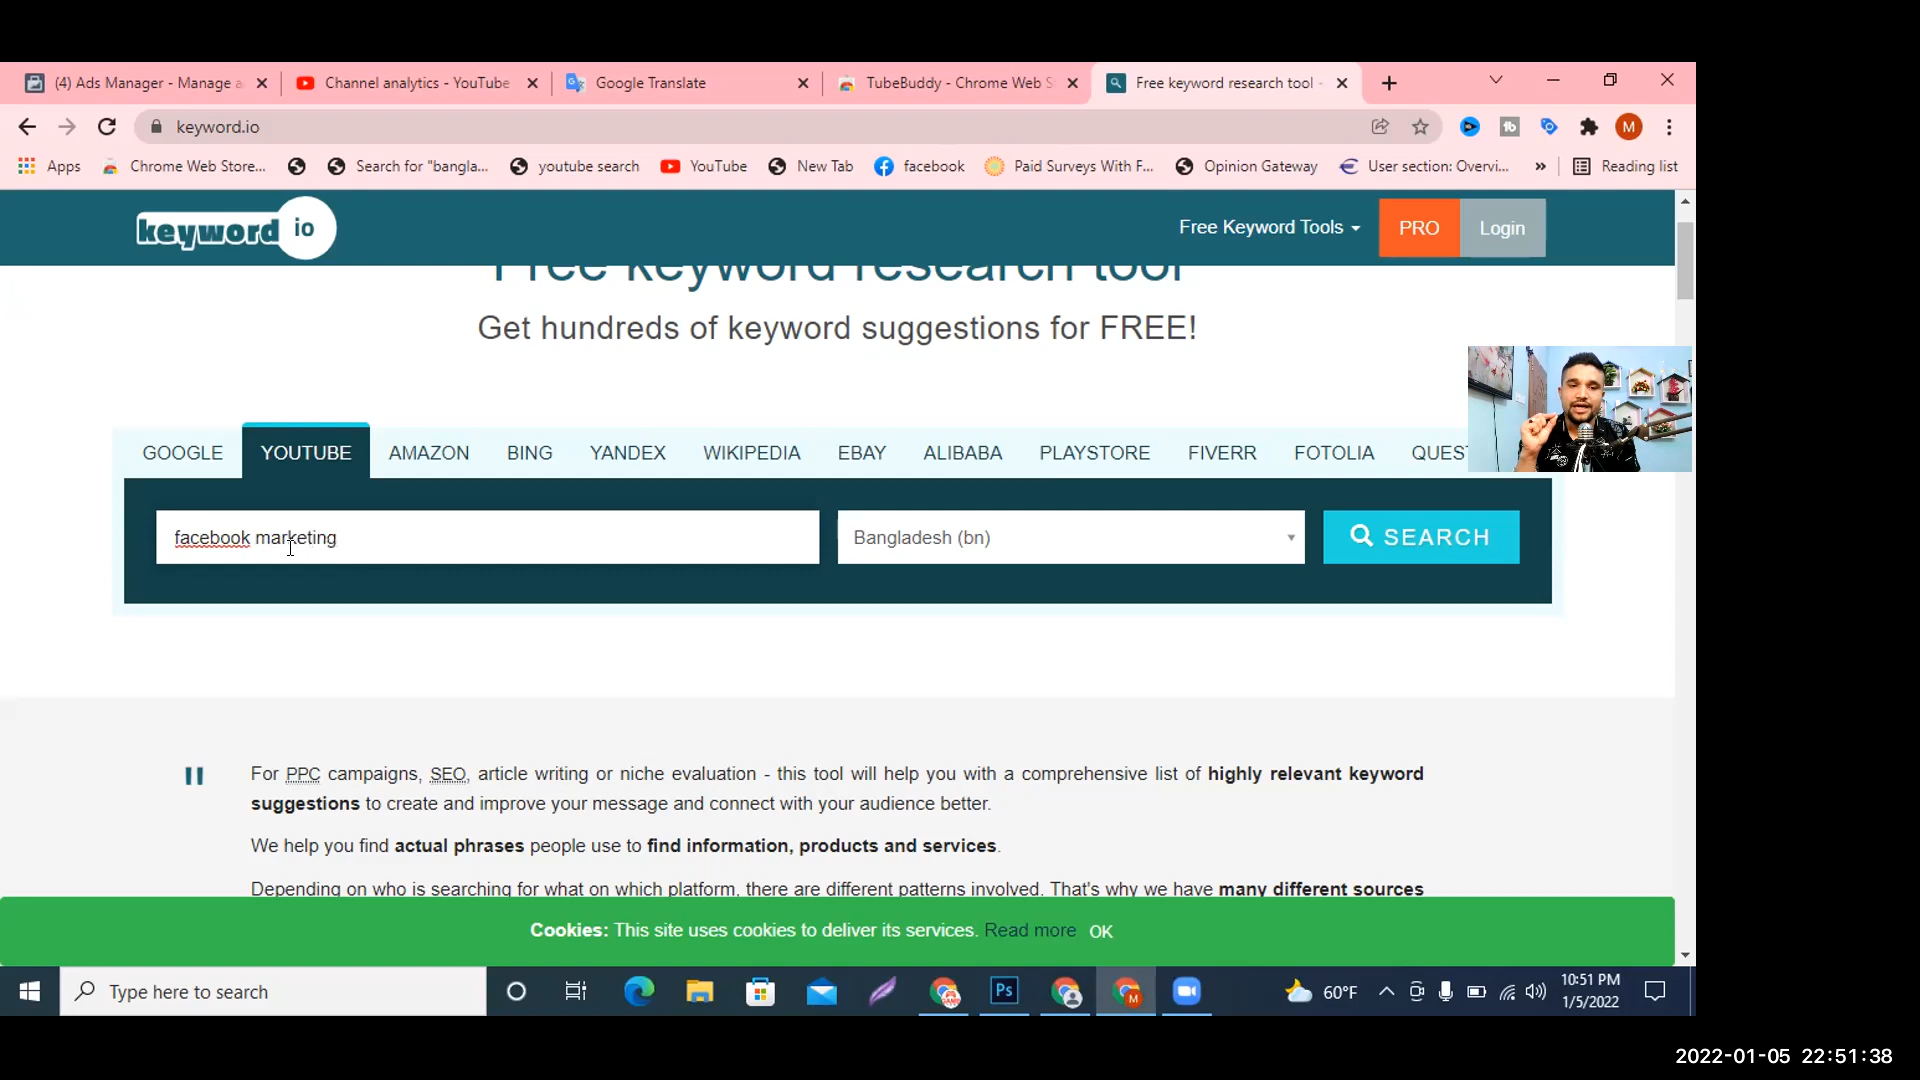 (4) Ads Manager - Manage a
Channel analytics - YouTube
Google Translate
TubeBuddy - Chrome Web S
Free keyword research tool -
keyword.io
M
Apps
Chrome Web Store...
Search for "bangla...
youtube search
YouTube
New Tab
facebook
Paid Surveys With F...
Opinion Gateway
User section: Overvi...
»
Reading list
keyword io
Free Keyword Tools
PRO
Login
Free keyword research tool
Get hundreds of keyword suggestions for FREE!
GOOGLE
YOUTUBE
AMAZON
BING
YANDEX
WIKIPEDIA
EBAY
ALIBABA
PLAYSTORE
FIVERR
FOTOLIA
QUEST
facebook marketing
Bangladesh (bn)
SEARCH
For PPC campaigns, SEO, article writing or niche evaluation - this tool will help you with a comprehensive list of highly relevant keyword
suggestions to create and improve your message and connect with your audience better.
We help you find actual phrases people use to find information, products and services.
Depending on who is searching for what on which platform, there are different patterns involved. That's why we have many different sources
Cookies: This site uses cookies to deliver its services. Read more OK
Type here to search
Ps
M
60°F
10:51 PM
1/5/2022
2022-01-05 22:51:38